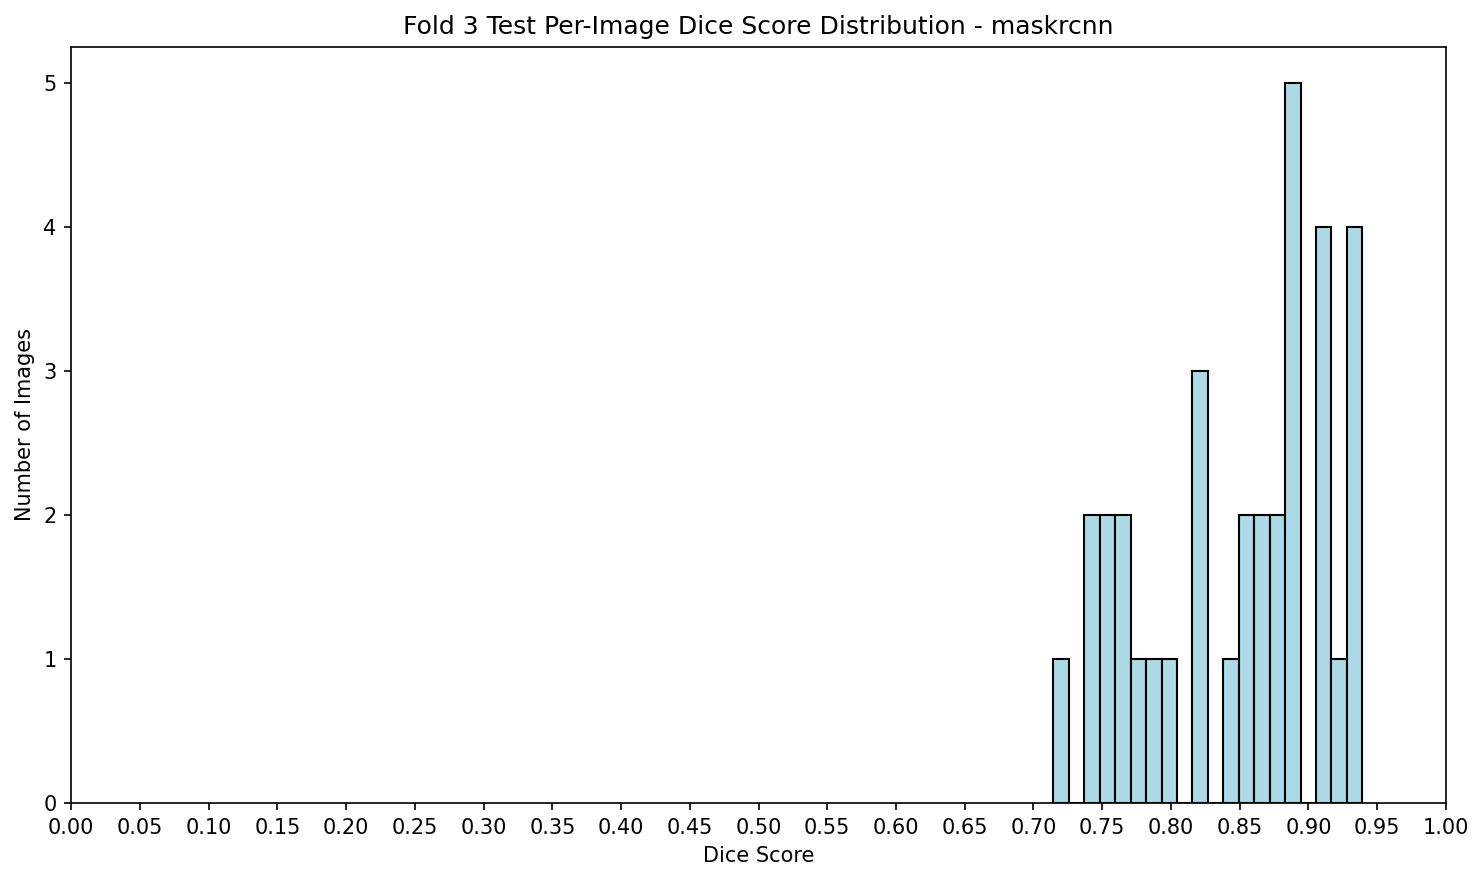 Fold 3 Test Per-Image Dice Score Distribution - maskrcnn
5
4
3
2
1
0
Number of Images
0.00 0.05 0.10 0.15 0.20 0.25 0.30 0.35 0.40 0.45 0.50 0.55 0.60 0.65 0.70 0.75 0.80 0.85 0.90 0.95 1.00
Dice Score